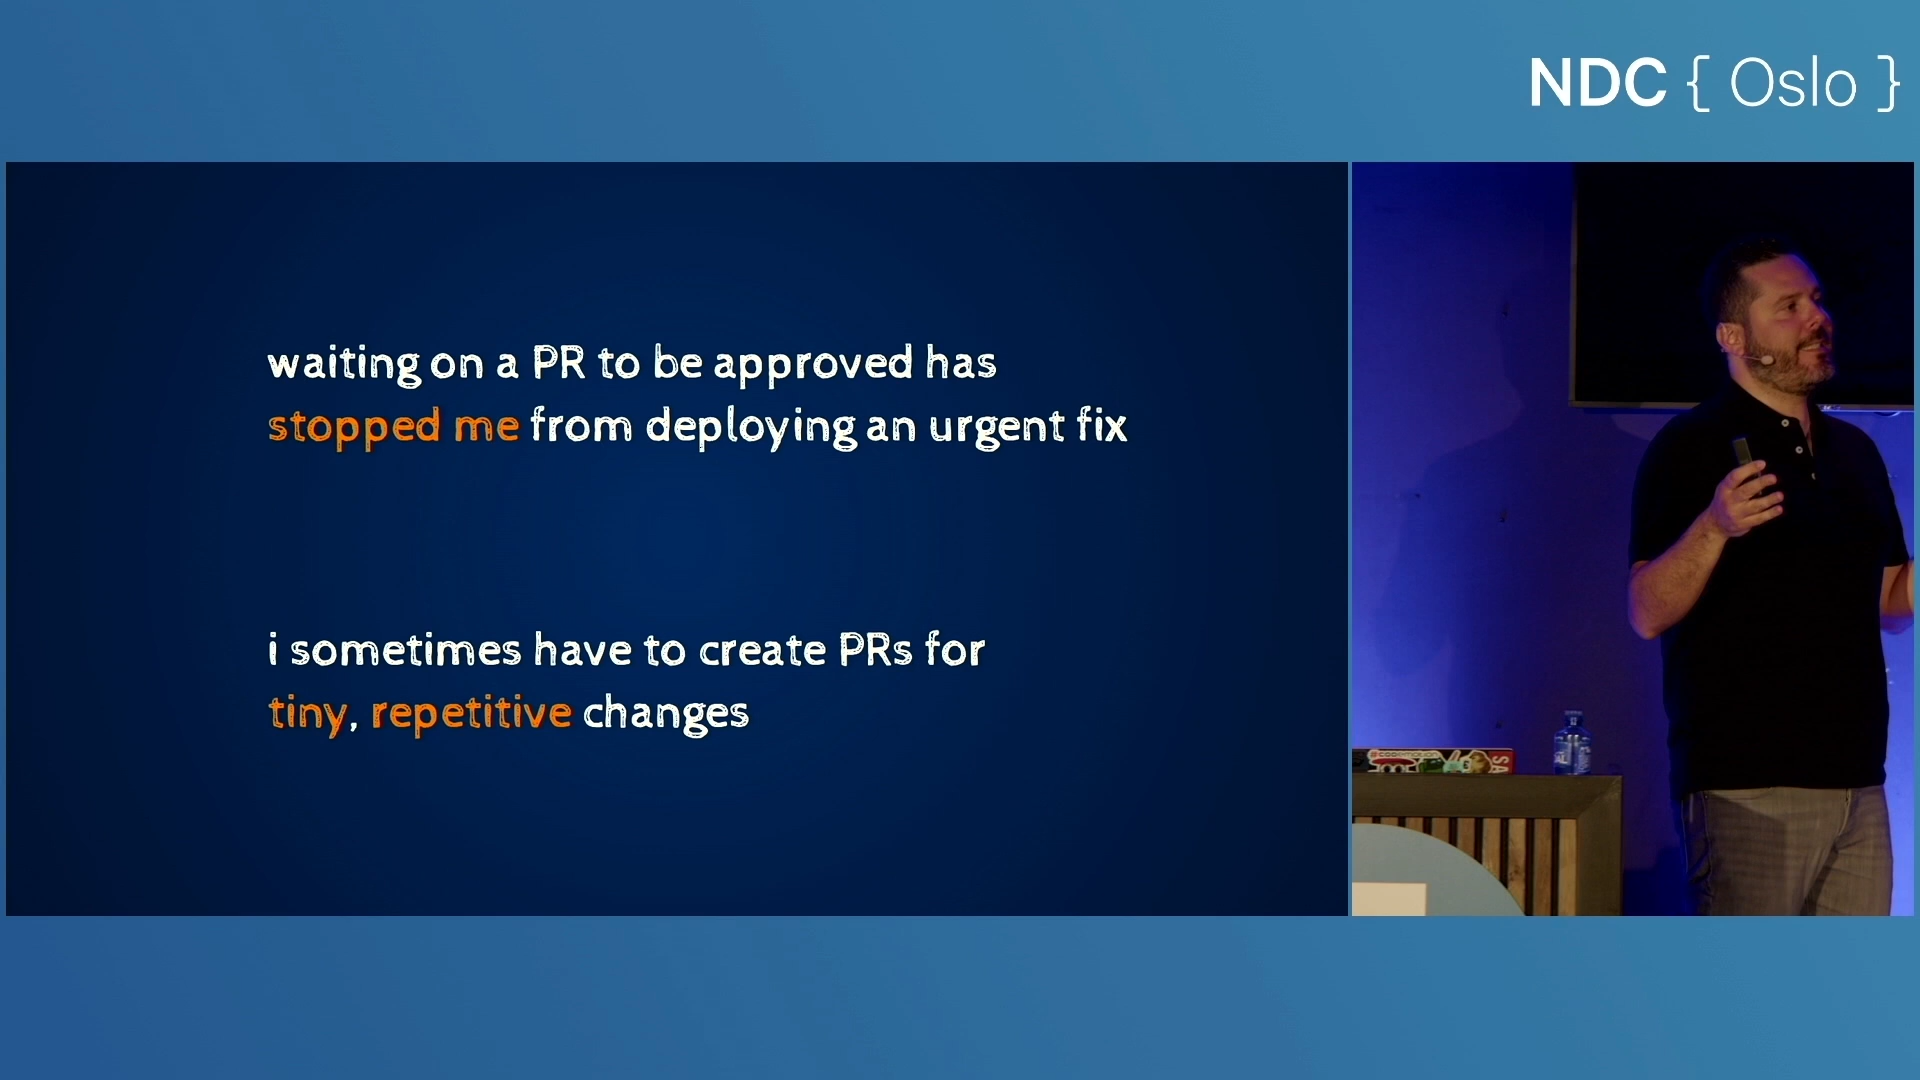 NDC { Oslo }
waiting on a PR to be approved has
stopped me from deploying an urgent fix
i sometimes have to create PRs for
tiny, repetitive changes